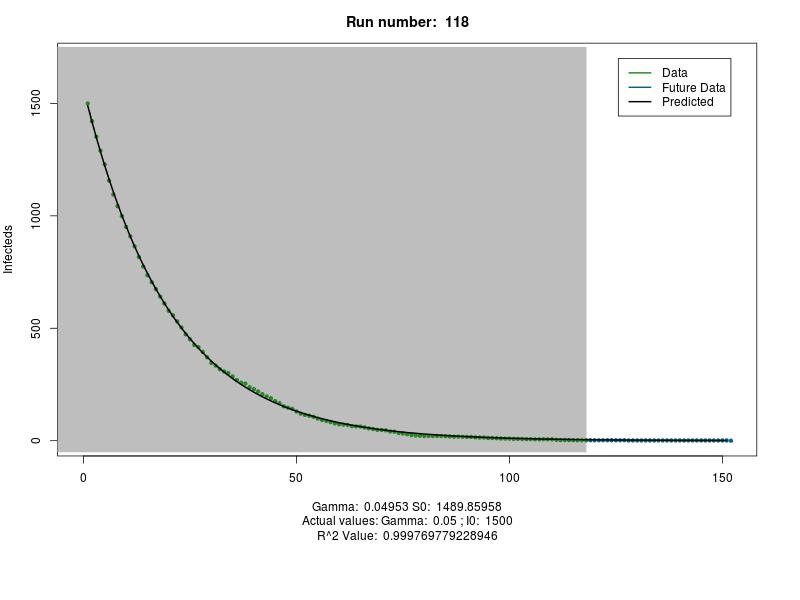 Run number: 118
Data
Future Data
Predicted
Infecteds
1500
1000
500
0
0 50 100 150
Gamma: 0.04953 S0: 1489.85958
Actual values: Gamma: 0.05 ; I0: 1500
R^2 Value: 0.999769779228946